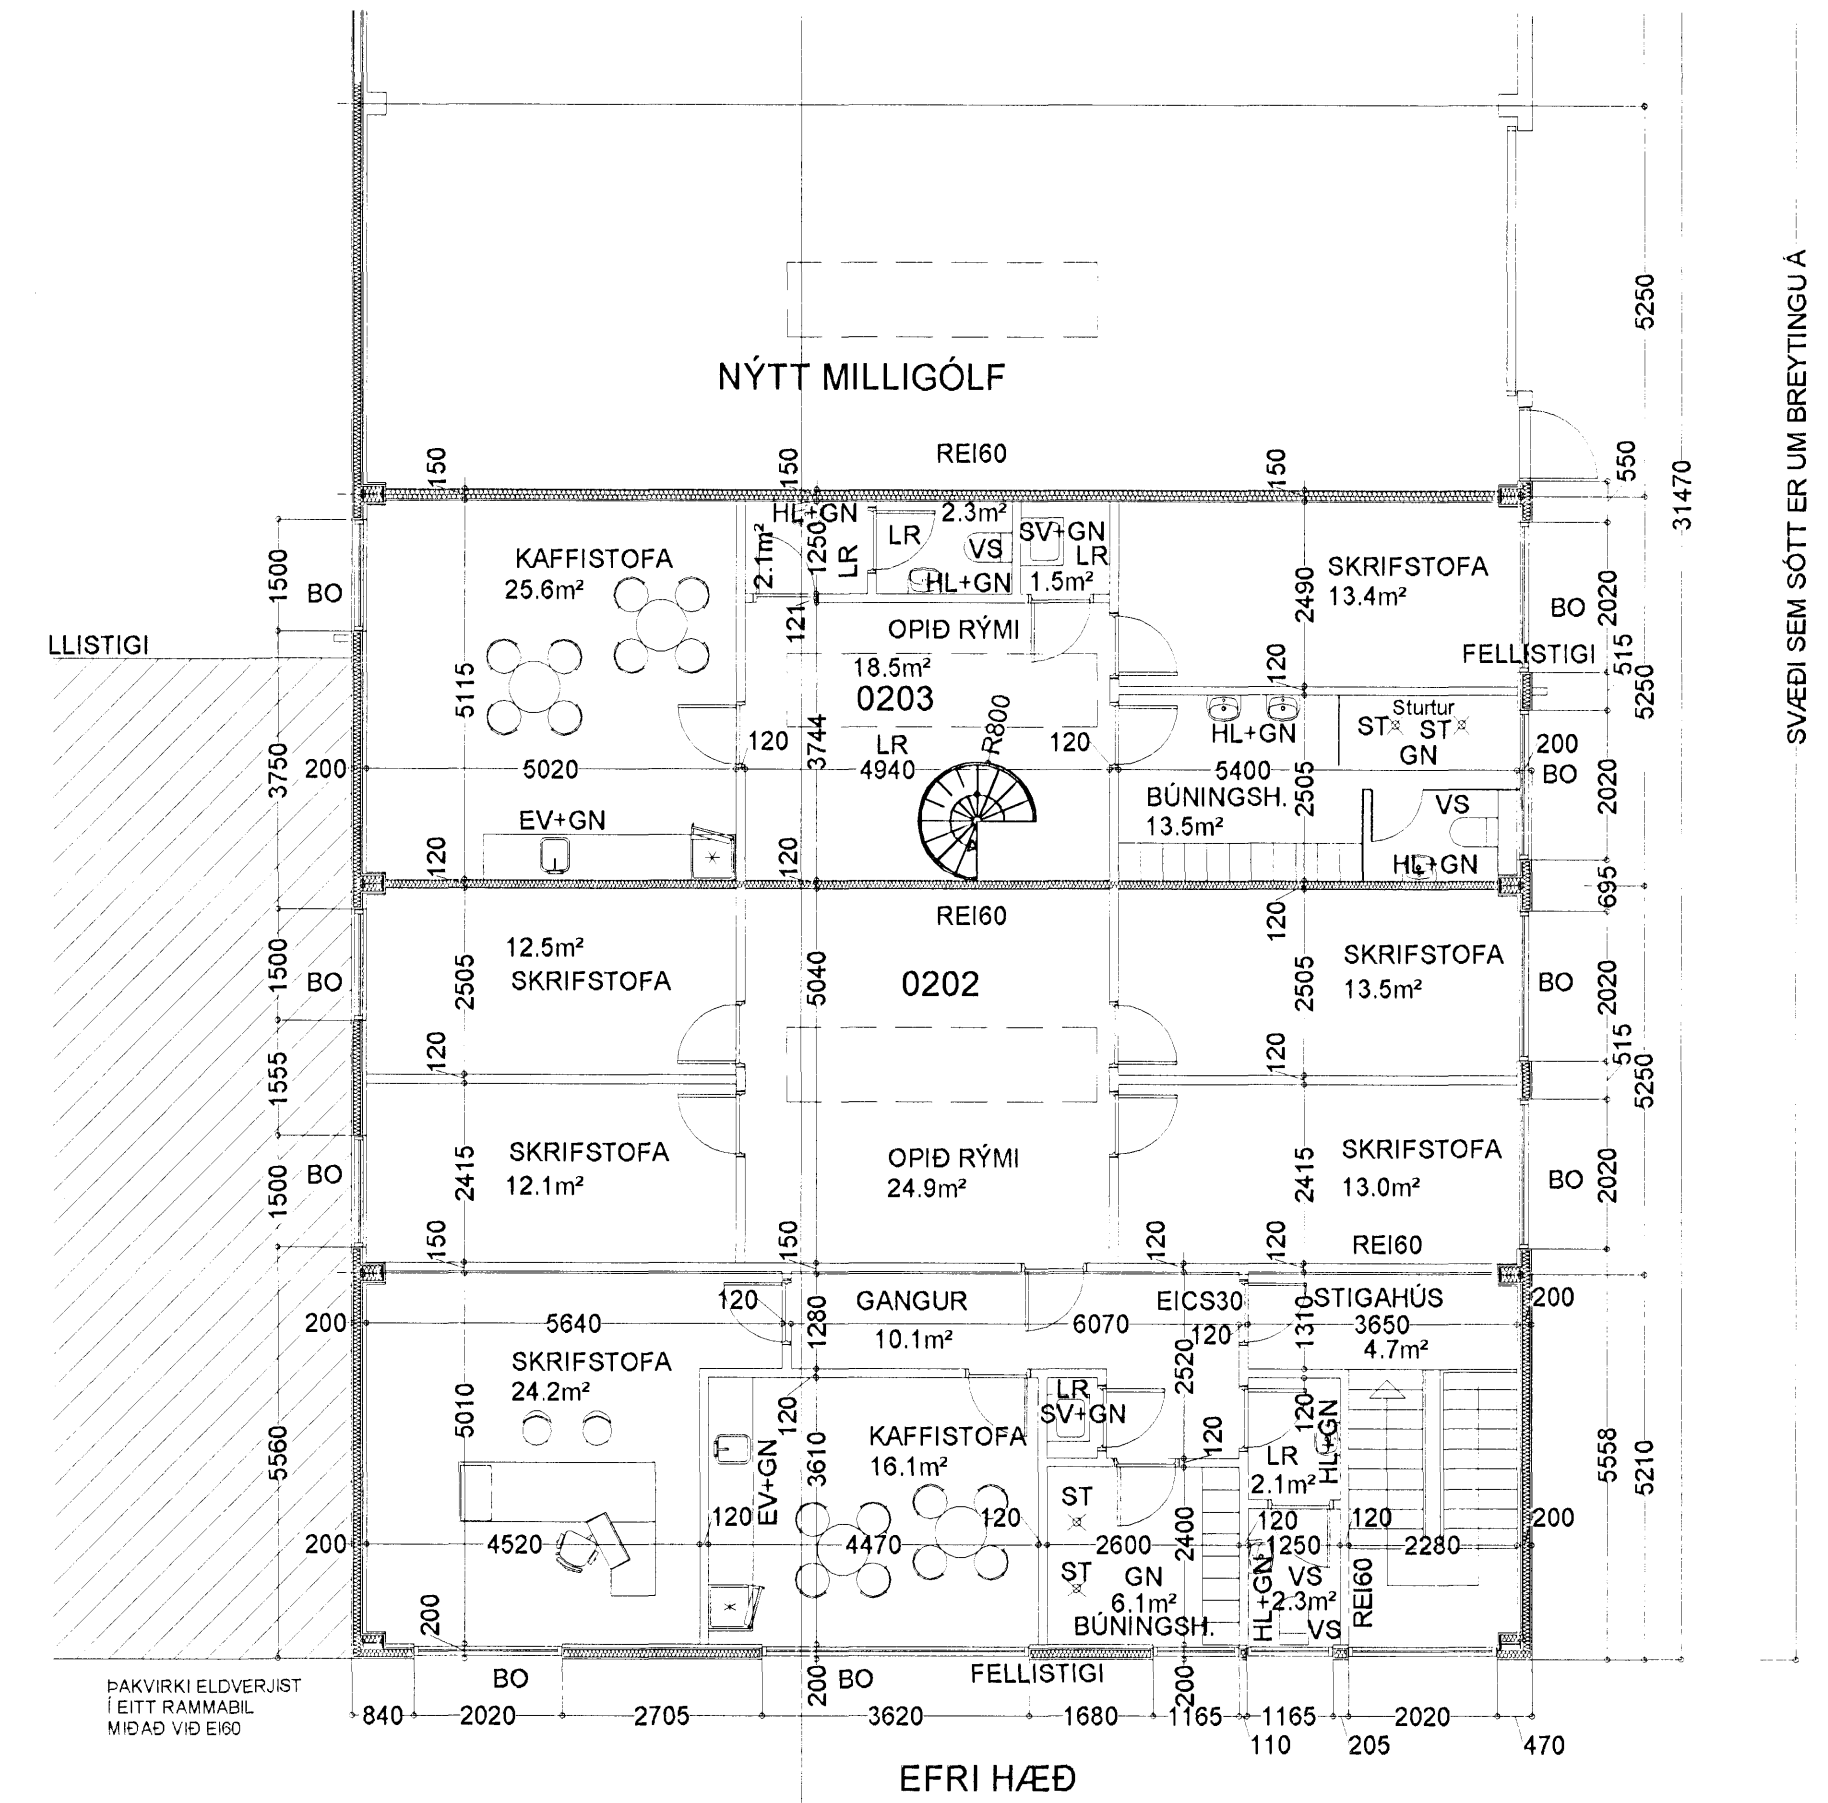 5250
31470
SVÆÐI SEM SÓTT ER UM BREYTINGU Á
NÝTT MILLIGÓLF
REI60
150
150
150
550
HL+GN
2.1m²
1250
LR
LR
2.3m²
VS
HL+GN
SV+GN
LR
1.5m²
KAFFISTOFA
25.6m²
SKRIFSTOFA
13.4m²
2490
1500
BO
BO
2020
121
OPIÐ RÝMI
18.5m²
0203
LLISTIGI
FELLISTIGI
515
5250
120
5115
3744
R800
LR
Sturtur
ST ST
GN
HL+GN
3750
200
5020
120
4940
120
5400
200
BO
2020
2505
BÚNINGSH.
13.5m²
VS
HL+GN
EV+GN
120
120
REI60
120
695
12.5m²
SKRIFSTOFA
0202
SKRIFSTOFA
13.5m²
1500
BO
2505
5040
2505
BO
2020
120
120
515
5250
1555
SKRIFSTOFA
12.1m²
OPIÐ RÝMI
24.9m²
SKRIFSTOFA
13.0m²
1500
BO
2415
2415
BO
2020
150
150
120
120
REI60
200
5640
120
1280
GANGUR
10.1m²
6070
EICS30
120
1310
STIGAHÚS
3650
4.7m²
200
SKRIFSTOFA
24.2m²
2520
5560
5010
120
3610
KAFFISTOFA
16.1m²
LR
SV+GN
120
120
HL+GN
LR
2.1m²
5558
5210
EV+GN
ST
ST
200
4520
120
4470
120
2600
2400
120
1250
120
2280
200
GN
6.1m²
BÚNINGSH.
HL+GN
VS
2.3m²
VS
REI60
200
BO
200
BO
FELLISTIGI
200
ÞAKVIRKI ELDVERJIST
Í EITT RAMMABIL
MIÐAÐ VIÐ EI60
840
2020
2705
3620
1680
1165
1165
2020
110
205
470
EFRI HÆÐ